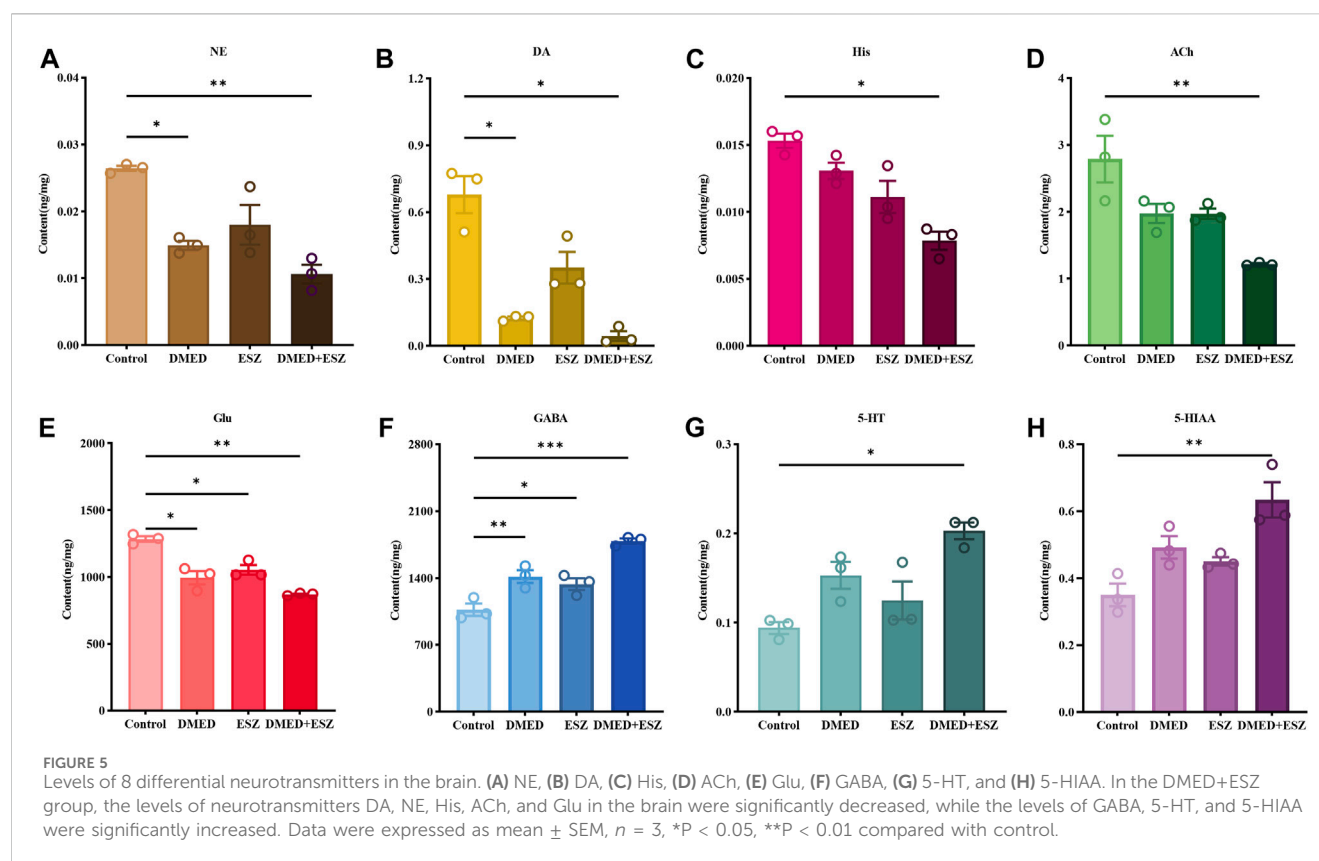 A
NE
**
*
Content(ng/mg)
0.04
0.03
0.02
0.01
0.00
Control DMED ESZ DMED+ESZ
B
DA
*
*
Content(ng/mg)
1.2
0.9
0.6
0.3
0.0
Control DMED ESZ DMED+ESZ
C
His
*
Content(ng/mg)
0.020
0.015
0.010
0.005
0.000
Control DMED ESZ DMED+ESZ
D
ACh
**
Content(ng/mg)
4
3
2
1
0
Control DMED ESZ DMED+ESZ
E
Glu
**
*
*
Content(ng/mg)
2000
1500
1000
500
0
Control DMED ESZ DMED+ESZ
F
GABA
***
*
**
Content(ng/mg)
2800
2100
1400
700
0
Control DMED ESZ DMED+ESZ
G
5-HT
*
Content(ng/mg)
0.3
0.2
0.1
0.0
Control DMED ESZ DMED+ESZ
H
5-HIAA
**
Content(ng/mg)
0.8
0.6
0.4
0.2
0.0
Control DMED ESZ DMED+ESZ
FIGURE 5
Levels of 8 differential neurotransmitters in the brain. (A) NE, (B) DA, (C) His, (D) ACh, (E) Glu, (F) GABA, (G) 5-HT, and (H) 5-HIAA. In the DMED+ESZ
group, the levels of neurotransmitters DA, NE, His, ACh, and Glu in the brain were significantly decreased, while the levels of GABA, 5-HT, and 5-HIAA
were significantly increased. Data were expressed as mean ± SEM, n = 3, *P < 0.05, **P < 0.01 compared with control.